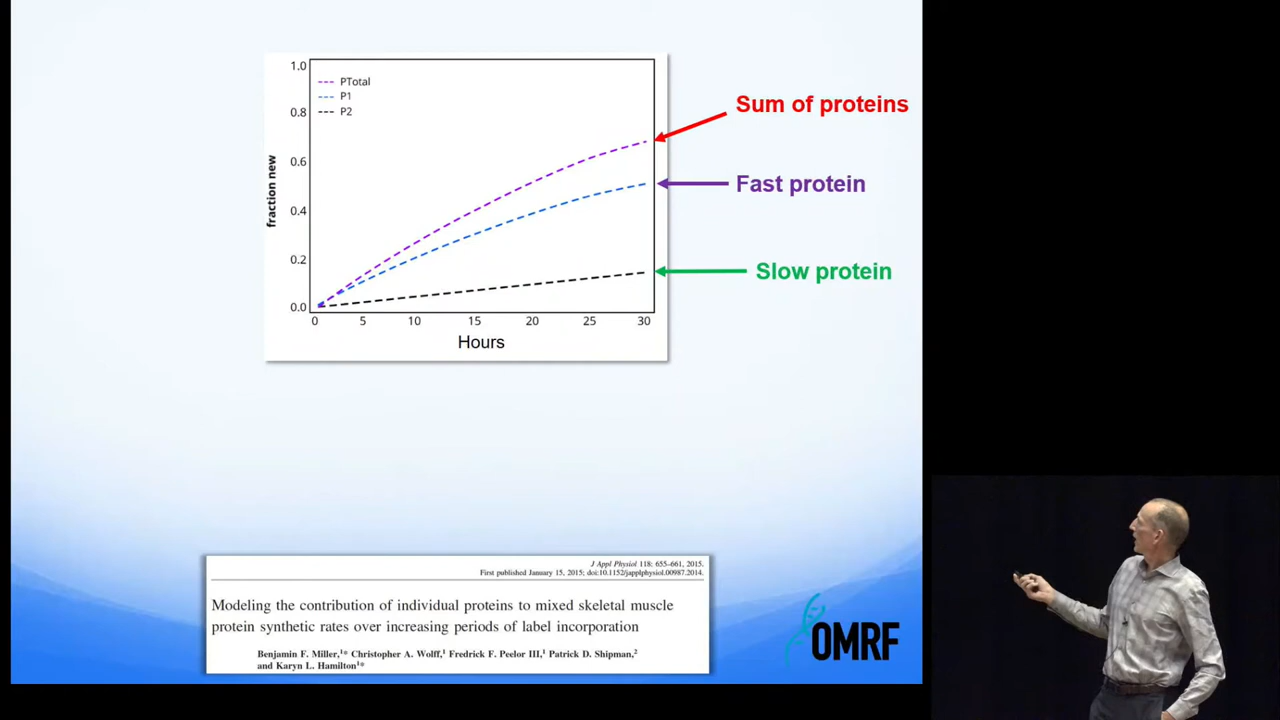 1.0
PTotal
P1
P2
0.8
0.6
0.4
0.2
0.0
fraction new
0 5 10 15 20 25 30
Hours
Sum of proteins
Fast protein
Slow protein
J Appl Physiol 118: 655–661, 2015.
First published January 15, 2015; doi:10.1152/japplphysiol.00987.2014.
Modeling the contribution of individual proteins to mixed skeletal muscle
protein synthetic rates over increasing periods of label incorporation
Benjamin F. Miller,1* Christopher A. Wolff,1 Fredrick F. Peelor III,1 Patrick D. Shipman,2
and Karyn L. Hamilton1*
OMRF